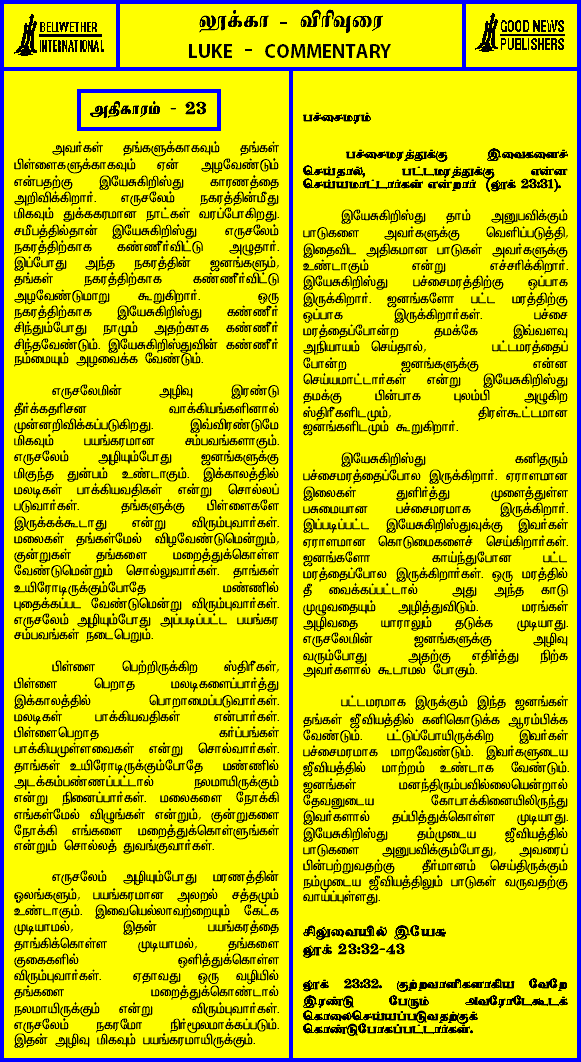 BELIWETHER
INTERNATIONAL
லூக்கா - விரிவுரை
LUKE - COMMENTARY
GOOD NEWS
PUBLISHERS
அதிகாரம் - 23
அவர்கள் தங்களுக்காகவும் தங்கள்
பிள்ளைகளுக்காகவும் ஏன் அழவேண்டும்
என்பதற்கு இயேசுகிறிஸ்து காரணத்தை
அறிவிக்கிறார். எருசலேம் நகரத்தின்மீது
மிகவும் துக்ககரமான நாட்கள் வரப்போகிறது.
சமீபத்தில்தான் இயேசுகிறிஸ்து எருசலேம்
நகரத்திற்காக கண்ணீர்விட்டு அழுதார்.
இப்போது அந்த நகரத்தின் ஜனங்களும்,
தங்கள் நகரத்திற்காக கண்ணீர்விட்டு
அழவேண்டுமாறு கூறுகிறார். ஒரு
நகரத்திற்காக இயேசுகிறிஸ்து கண்ணீர்
சிந்தும்போது நாமும் அதற்காக கண்ணீர்
சிந்தவேண்டும். இயேசுகிறிஸ்துவின் கண்ணீர்
நம்மையும் அழவைக்க வேண்டும்.
எருசலேமின் அழிவு இரண்டு
தீர்க்கதரிசன வாக்கியங்களினால்
முன்னறிவிக்கப்படுகிறது. இவ்விரண்டுமே
மிகவும் பயங்கரமான சம்பவங்களாகும்.
எருசலேம் அழியும்போது ஜனங்களுக்கு
மிகுந்த துன்பம் உண்டாகும். இக்காலத்தில்
மலடிகள் பாக்கியவதிகள் என்று சொல்லப்
படுவார்கள். தங்களுக்கு பிள்ளைகளே
இருக்கக்கூடாது என்று விரும்புவார்கள்.
மலைகள் தங்கள்மேல் விழவேண்டுமென்றும்,
குன்றுகள் தங்களை மறைத்துக்கொள்ள
வேண்டுமென்றும் சொல்லுவார்கள். தாங்கள்
உயிரோடிருக்கும்போதே மண்ணில்
புதைக்கப்பட வேண்டுமென்று விரும்புவார்கள்.
எருசலேம் அழியும்போது அப்படிப்பட்ட பயங்கர
சம்பவங்கள் நடைபெறும்.
பிள்ளை பெற்றிருக்கிற ஸ்திரீகள்,
பிள்ளை பெறாத மலடிகளைப்பார்த்து
இக்காலத்தில் பொறாமைப்படுவார்கள்.
மலடிகள் பாக்கியவதிகள் என்பார்கள்.
பிள்ளைபெறாத கர்ப்பங்கள்
பாக்கியமுள்ளவைகள் என்று சொல்வார்கள்.
தாங்கள் உயிரோடிருக்கும்போதே மண்ணில்
அடக்கம்பண்ணப்பட்டால் நலமாயிருக்கும்
என்று நினைப்பார்கள். மலைகளை நோக்கி
எங்கள்மேல் விழுங்கள் என்றும், குன்றுகளை
நோக்கி எங்களை மறைத்துக்கொள்ளுங்கள்
என்றும் சொல்லத் துவங்குவார்கள்.
எருசலேம் அழியும்போது மரணத்தின்
ஓலங்களும், பயங்கரமான அலறல் சத்தமும்
உண்டாகும். இவையெல்லாவற்றையும் கேட்க
முடியாமல், இதன் பயங்கரத்தை
தாங்கிக்கொள்ள முடியாமல், தங்களை
குகைகளில் ஒளித்துக்கொள்ள
விரும்புவார்கள். ஏதாவது ஒரு வழியில்
தங்களை மறைத்துக்கொண்டால்
நலமாயிருக்கும் என்று விரும்புவார்கள்.
எருசலேம் நகரமோ நிர்மூலமாக்கப்படும்.
இதன் அழிவு மிகவும் பயங்கரமாயிருக்கும்.
பச்சைமரம்
பச்சைமரத்துக்கு இவைகளைச்
செய்தால், பட்டமரத்துக்கு என்ன
செய்யமாட்டார்கள் என்றார் (லூக் 23:31).
இயேசுகிறிஸ்து தாம் அனுபவிக்கும்
பாடுகளை அவர்களுக்கு வெளிப்படுத்தி,
இதைவிட அதிகமான பாடுகள் அவர்களுக்கு
உண்டாகும் என்று எச்சரிக்கிறார்.
இயேசுகிறிஸ்து பச்சைமரத்திற்கு ஒப்பாக
இருக்கிறார். ஜனங்களோ பட்ட மரத்திற்கு
ஒப்பாக இருக்கிறார்கள். பச்சை
மரத்தைப்போன்ற தமக்கே இவ்வளவு
அநியாயம் செய்தால், பட்டமரத்தைப்
போன்ற ஜனங்களுக்கு என்ன
செய்யமாட்டார்கள் என்று இயேசுகிறிஸ்து
தமக்கு பின்பாக புலம்பி அழுகிற
ஸ்திரீகளிடமும், திரள்கூட்டமான
ஜனங்களிடமும் கூறுகிறார்.
இயேசுகிறிஸ்து கனிதரும்
பச்சைமரத்தைப்போல இருக்கிறார். ஏராளமான
இலைகள் துளிர்த்து முளைத்துள்ள
பசுமையான பச்சைமரமாக இருக்கிறார்.
இப்படிப்பட்ட இயேசுகிறிஸ்துவுக்கு இவர்கள்
ஏராளமான கொடுமைகளைச் செய்கிறார்கள்.
ஜனங்களோ காய்ந்துபோன பட்ட
மரத்தைப்போல இருக்கிறார்கள். ஒரு மரத்தில்
தீ வைக்கப்பட்டால் அது அந்த காடு
முழுவதையும் அழித்துவிடும். மரங்கள்
அழிவதை யாராலும் தடுக்க முடியாது.
எருசலேமின் ஜனங்களுக்கு அழிவு
வரும்போது அதற்கு எதிர்த்து நிற்க
அவர்களால் கூடாமல் போகும்.
பட்டமரமாக இருக்கும் இந்த ஜனங்கள்
தங்கள் ஜீவியத்தில் கனிகொடுக்க ஆரம்பிக்க
வேண்டும். பட்டுப்போயிருக்கிற இவர்கள்
பச்சைமரமாக மாறவேண்டும். இவர்களுடைய
ஜீவியத்தில் மாற்றம் உண்டாக வேண்டும்.
ஜனங்கள் மனந்திரும்பவில்லையென்றால்
தேவனுடைய கோபாக்கினையிலிருந்து
இவர்களால் தப்பித்துக்கொள்ள முடியாது.
இயேசுகிறிஸ்து தம்முடைய ஜீவியத்தில்
பாடுகளை அனுபவிக்கும்போது, அவரைப்
பின்பற்றுவதற்கு தீர்மானம் செய்திருக்கும்
நம்முடைய ஜீவியத்திலும் பாடுகள் வருவதற்கு
வாய்ப்புள்ளது.
சிலுவையில் இயேசு
லூக் 23:32-43
லூக் 23:32. குற்றவாளிகளாகிய வேறே
இரண்டு பேரும் அவரோடேகூடக்
கொலைசெய்யப்படுவதற்குக்
கொண்டுபோகப்பட்டார்கள்.